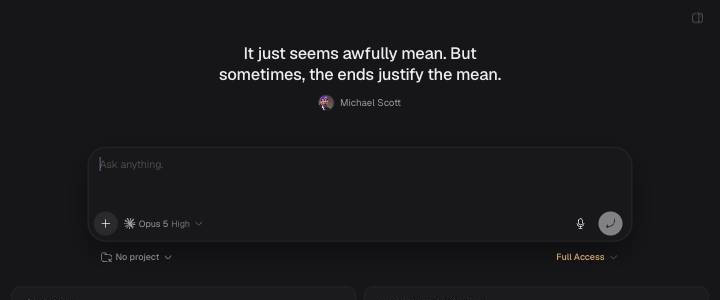 It just seems awfully mean. But
sometimes, the ends justify the mean.
Michael Scott
Ask anything.
Opus 5 High
No project
Full Access